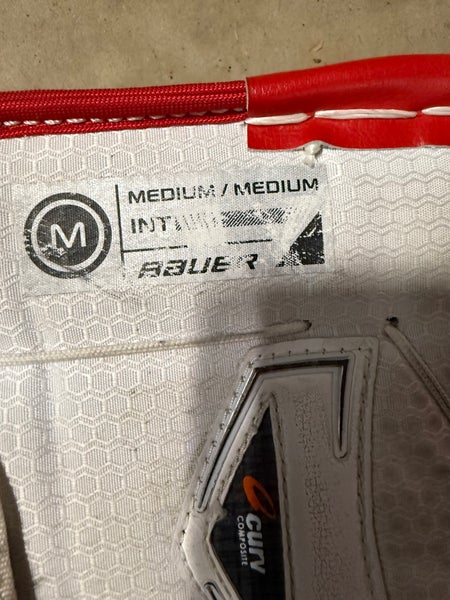 M
MEDIUM / MEDIUM
INT
BAUER
curv
COMPOSITE